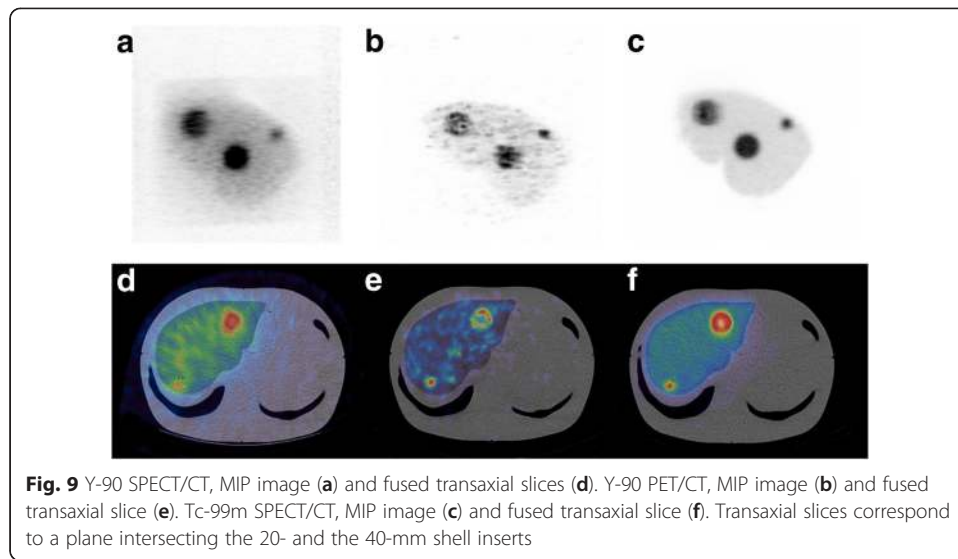 a
b
c
d
e
f
Fig. 9 Y-90 SPECT/CT, MIP image (a) and fused transaxial slices (d). Y-90 PET/CT, MIP image (b) and fused
transaxial slice (e). Tc-99m SPECT/CT, MIP image (c) and fused transaxial slice (f). Transaxial slices correspond
to a plane intersecting the 20- and the 40-mm shell inserts